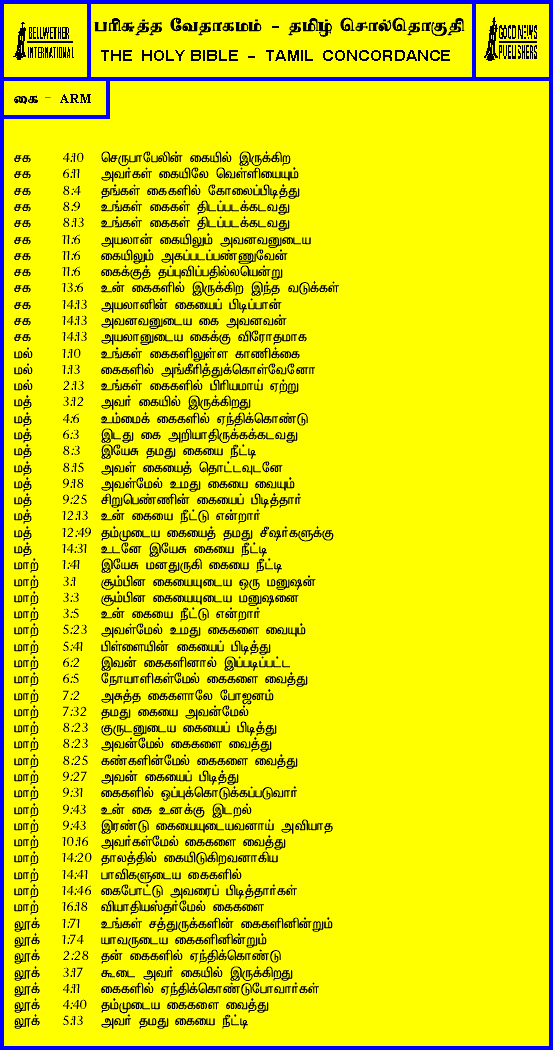 BELLWETHER
INTERNATIONAL
பரிசுத்த வேதாகமம் - தமிழ் சொல்தொகுதி
THE HOLY BIBLE - TAMIL CONCORDANCE
GOOD NEWS
PUBLISHERS
கை - ARM
சக 4:10 செருபாபேலின் கையில் இருக்கிற
சக 6:11 அவர்கள் கையிலே வெள்ளியையும்
சக 8:4 தங்கள் கைகளில் கோலைப்பிடித்து
சக 8:9 உங்கள் கைகள் திடப்படக்கடவது
சக 8:13 உங்கள் கைகள் திடப்படக்கடவது
சக 11:6 அயலான் கையிலும் அவனவனுடைய
சக 11:6 கையிலும் அகப்படப்பண்ணுவேன்
சக 11:6 கைக்குத் தப்புவிப்பதில்லயென்று
சக 13:6 உன் கைகளில் இருக்கிற இந்த வடுக்கள்
சக 14:13 அயலானின் கையைப் பிடிப்பான்
சக 14:13 அவனவனுடைய கை அவனவன்
சக 14:13 அயலானுடைய கைக்கு விரோதமாக
மல் 1:10 உங்கள் கைகளிலுள்ள காணிக்கை
மல் 1:13 கைகளில் அங்கீரித்துக்கொள்வேனோ
மல் 2:13 உங்கள் கைகளில் பிரியமாய் ஏற்று
மத் 3:12 அவர் கையில் இருக்கிறது
மத் 4:6 உம்மைக் கைகளில் ஏந்திக்கொண்டு
மத் 6:3 இடது கை அறியாதிருக்கக்கடவது
மத் 8:3 இயேசு தமது கையை நீட்டி
மத் 8:15 அவள் கையைத் தொட்டவுடனே
மத் 9:18 அவள்மேல் உமது கையை வையும்
மத் 9:25 சிறுபெண்ணின் கையைப் பிடித்தார்
மத் 12:13 உன் கையை நீட்டு என்றார்
மத் 12:49 தம்முடைய கையைத் தமது சீஷர்களுக்கு
மத் 14:31 உடனே இயேசு கையை நீட்டி
மாற் 1:41 இயேசு மனதுருகி கையை நீட்டி
மாற் 3:1 சூம்பின கையையுடைய ஒரு மனுஷன்
மாற் 3:3 சூம்பின கையையுடைய மனுஷனை
மாற் 3:5 உன் கையை நீட்டு என்றார்
மாற் 5:23 அவள்மேல் உமது கைகளை வையும்
மாற் 5:41 பிள்ளையின் கையைப் பிடித்து
மாற் 6:2 இவன் கைகளினால் இப்படிப்பட்ட
மாற் 6:5 நோயாளிகள்மேல் கைகளை வைத்து
மாற் 7:2 அசுத்த கைகளாலே போஜனம்
மாற் 7:32 தமது கையை அவன்மேல்
மாற் 8:23 குருடனுடைய கையைப் பிடித்து
மாற் 8:23 அவன்மேல் கைகளை வைத்து
மாற் 8:25 கண்களின்மேல் கைகளை வைத்து
மாற் 9:27 அவன் கையைப் பிடித்து
மாற் 9:31 கைகளில் ஒப்புக்கொடுக்கப்படுவார்
மாற் 9:43 உன் கை உனக்கு இடறல்
மாற் 9:43 இரண்டு கையையுடையவனாய் அவியாத
மாற் 10:16 அவர்கள்மேல் கைகளை வைத்து
மாற் 14:20 தாலத்தில் கையிடுகிறவனாகிய
மாற் 14:41 பாவிகளுடைய கைகளில்
மாற் 14:46 கைபோட்டு அவரைப் பிடித்தார்கள்
மாற் 16:18 வியாதியஸ்தர்மேல் கைகளை
லூக் 1:71 உங்கள் சத்துருக்களின் கைகளினின்றும்
லூக் 1:74 யாவருடைய கைகளினின்றும்
லூக் 2:28 தன் கைகளில் ஏந்திக்கொண்டு
லூக் 3:17 கூடை அவர் கையில் இருக்கிறது
லூக் 4:11 கைகளில் ஏந்திக்கொண்டுபோவார்கள்
லூக் 4:40 தம்முடைய கைகளை வைத்து
லூக் 5:13 அவர் தமது கையை நீட்டி